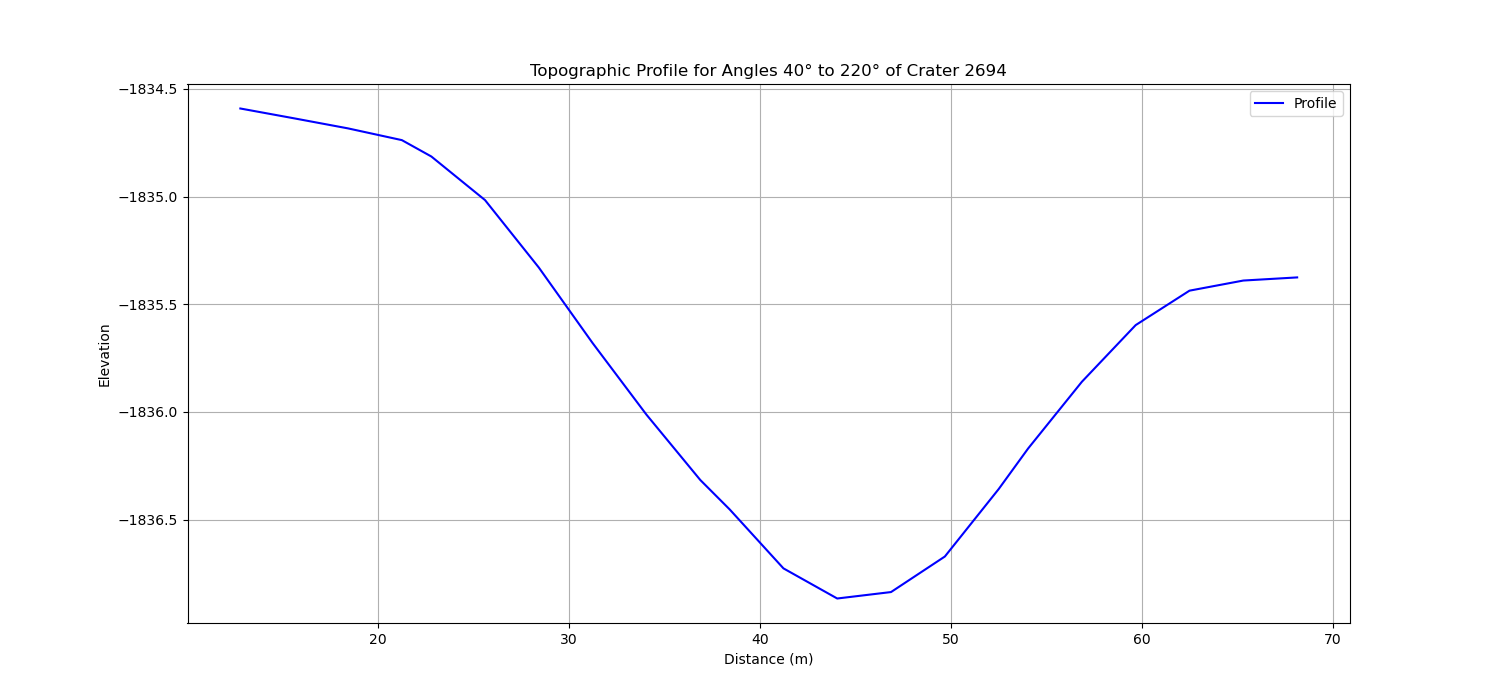 Topographic Profile for Angles 40° to 220° of Crater 2694
Profile
Elevation
−1834.5
−1835.0
−1835.5
−1836.0
−1836.5
20 30 40 50 60 70
Distance (m)